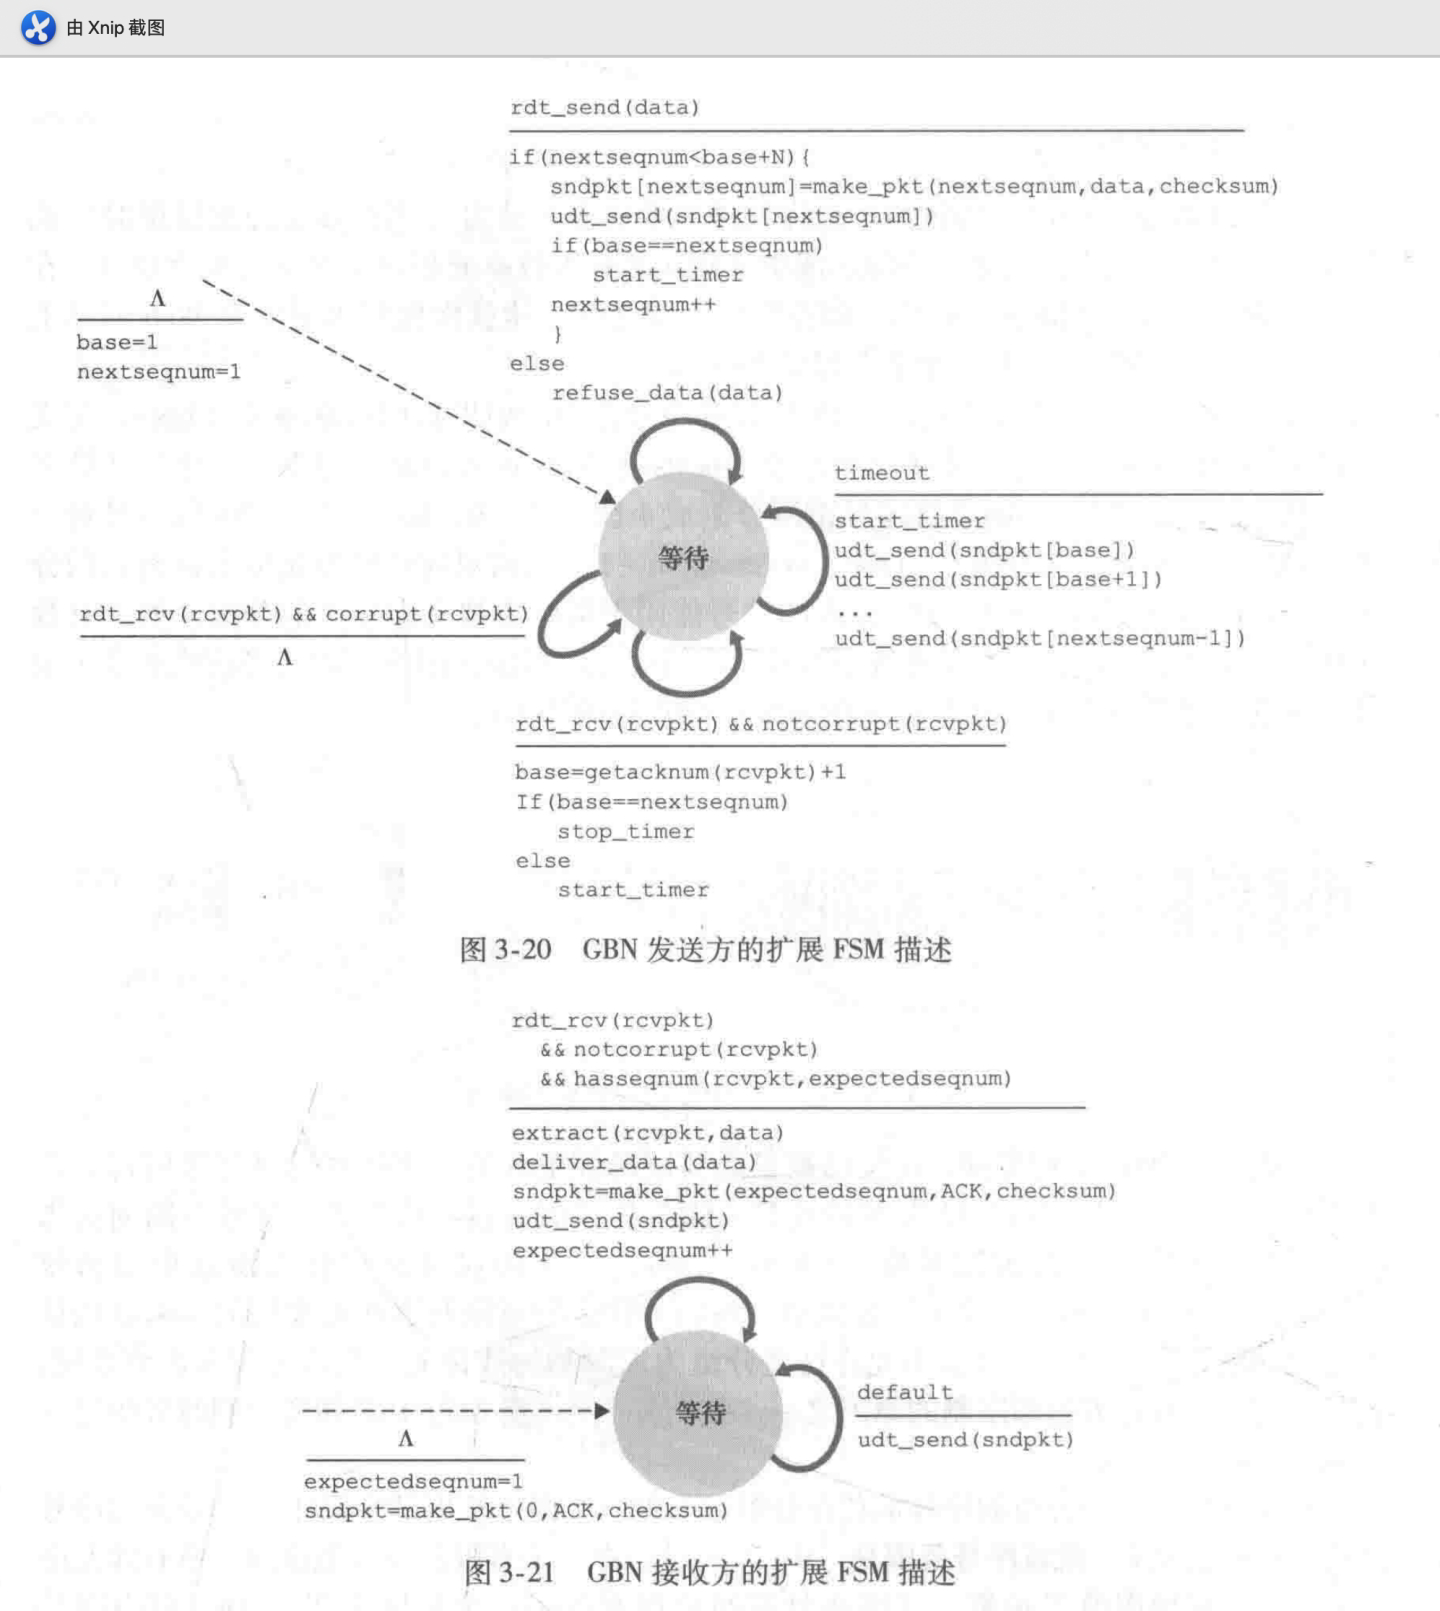 由 Xnip 截图
rdt_send(data)
if(nextseqnum<base+N){
sndpkt[nextseqnum]=make_pkt(nextseqnum,data,checksum)
udt_send(sndpkt[nextseqnum])
if(base==nextseqnum)
start_timer
nextseqnum++
}
else
refuse_data(data)
Λ
base=1
nextseqnum=1
timeout
start_timer
udt_send(sndpkt[base])
udt_send(sndpkt[base+1])
...
udt_send(sndpkt[nextseqnum-1])
等待
rdt_rcv(rcvpkt) && corrupt(rcvpkt)
Λ
rdt_rcv(rcvpkt) && notcorrupt(rcvpkt)
base=getacknum(rcvpkt)+1
If(base==nextseqnum)
stop_timer
else
start_timer
图 3-20 GBN 发送方的扩展 FSM 描述
rdt_rcv(rcvpkt)
&& notcorrupt(rcvpkt)
&& hasseqnum(rcvpkt,expectedseqnum)
extract(rcvpkt,data)
deliver_data(data)
sndpkt=make_pkt(expectedseqnum,ACK,checksum)
udt_send(sndpkt)
expectedseqnum++
等待
default
udt_send(sndpkt)
Λ
expectedseqnum=1
sndpkt=make_pkt(0,ACK,checksum)
图 3-21 GBN 接收方的扩展 FSM 描述